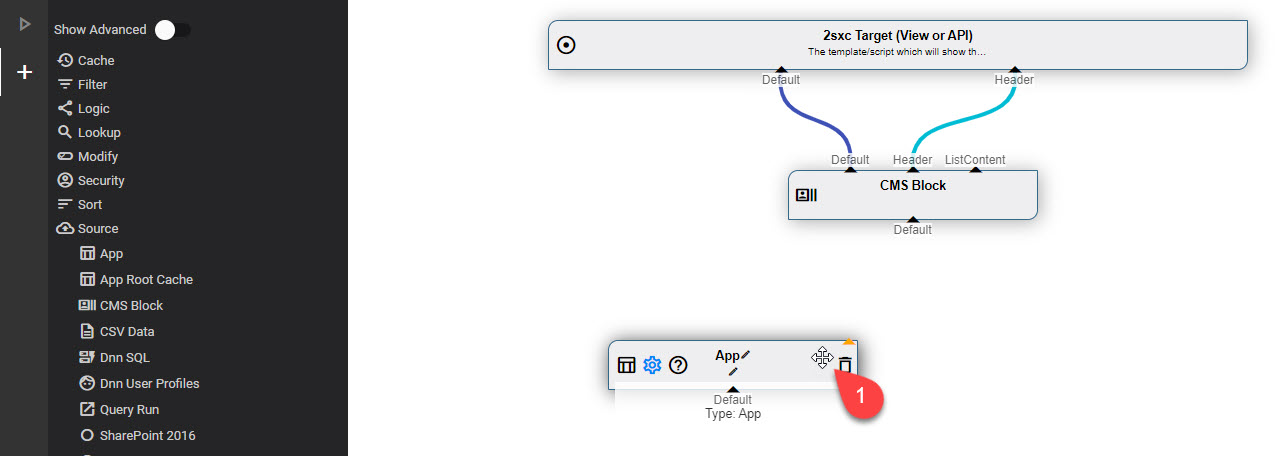 Show Advanced
Cache
Filter
Logic
Lookup
Modify
Security
Sort
Source
App
App Root Cache
CMS Block
CSV Data
Dnn SQL
Dnn User Profiles
Query Run
SharePoint 2016
2sxc Target (View or API)
The template/script which will show th...
Default Header
Default Header ListContent
CMS Block
Default
App
1
Default
Type: App